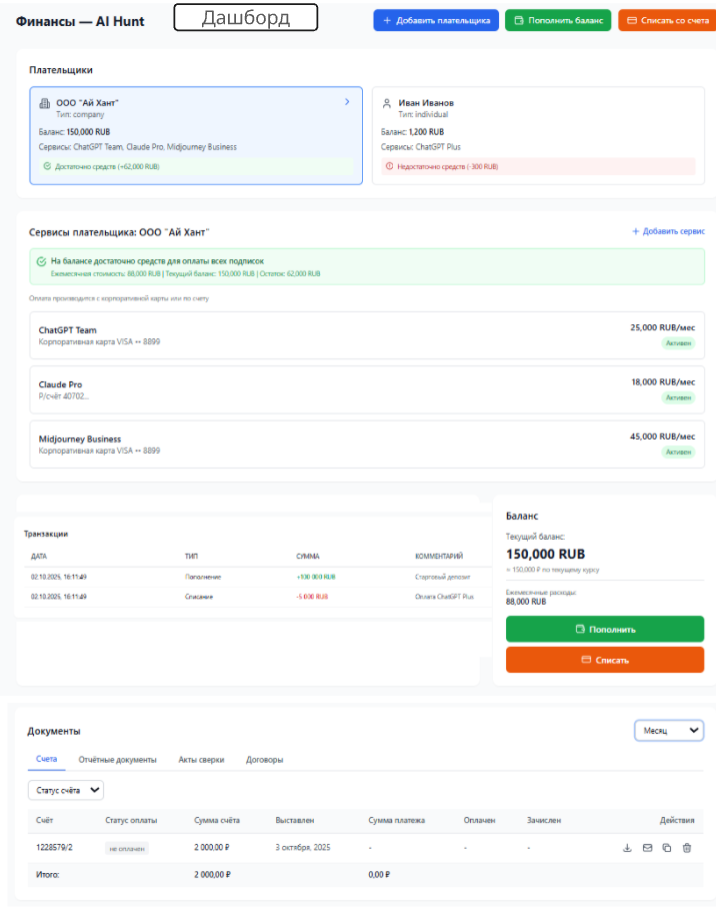 Финансы — AI Hunt
Дашборд
+ Добавить плательщика
Пополнить баланс
Списать со счета
Плательщики
ООО "Ай Хант"
Тип: company
Баланс: 150,000 RUB
Сервисы: ChatGPT Team, Claude Pro, Midjourney Business
Достаточно средств (+62,000 RUB)
Иван Иванов
Тип: individual
Баланс: 1,200 RUB
Сервисы: ChatGPT Plus
Недостаточно средств (-300 RUB)
Сервисы плательщика: ООО "Ай Хант"
+ Добавить сервис
На балансе достаточно средств для оплаты всех подписок
Ежемесячная стоимость: 88,000 RUB | Текущий баланс: 150,000 RUB | Остаток: 62,000 RUB
Оплата производится с корпоративной карты или по счету
ChatGPT Team
Корпоративная карта VISA •• 8899
25,000 RUB/мес
Активен
Claude Pro
Р/счёт 40702...
18,000 RUB/мес
Активен
Midjourney Business
Корпоративная карта VISA •• 8899
45,000 RUB/мес
Активен
Транзакции
ДАТА ТИП СУММА КОММЕНТАРИЙ
02.10.2025, 16:11:49 Пополнение +100 000 RUB Стартовый депозит
02.10.2025, 16:11:49 Списание -5 000 RUB Оплата ChatGPT Plus
Баланс
Текущий баланс:
150,000 RUB
≈ 150,000 ₽ по текущему курсу
Ежемесячные расходы:
88,000 RUB
Пополнить
Списать
Документы
Месяц
Счета Отчётные документы Акты сверки Договоры
Статус счёта
Счёт Статус оплаты Сумма счёта Выставлен Сумма платежа Оплачен Зачислен Действия
1228579/2 не оплачен 2 000,00 ₽ 3 октября, 2025 - - -
Итого: 2 000,00 ₽ 0,00 ₽